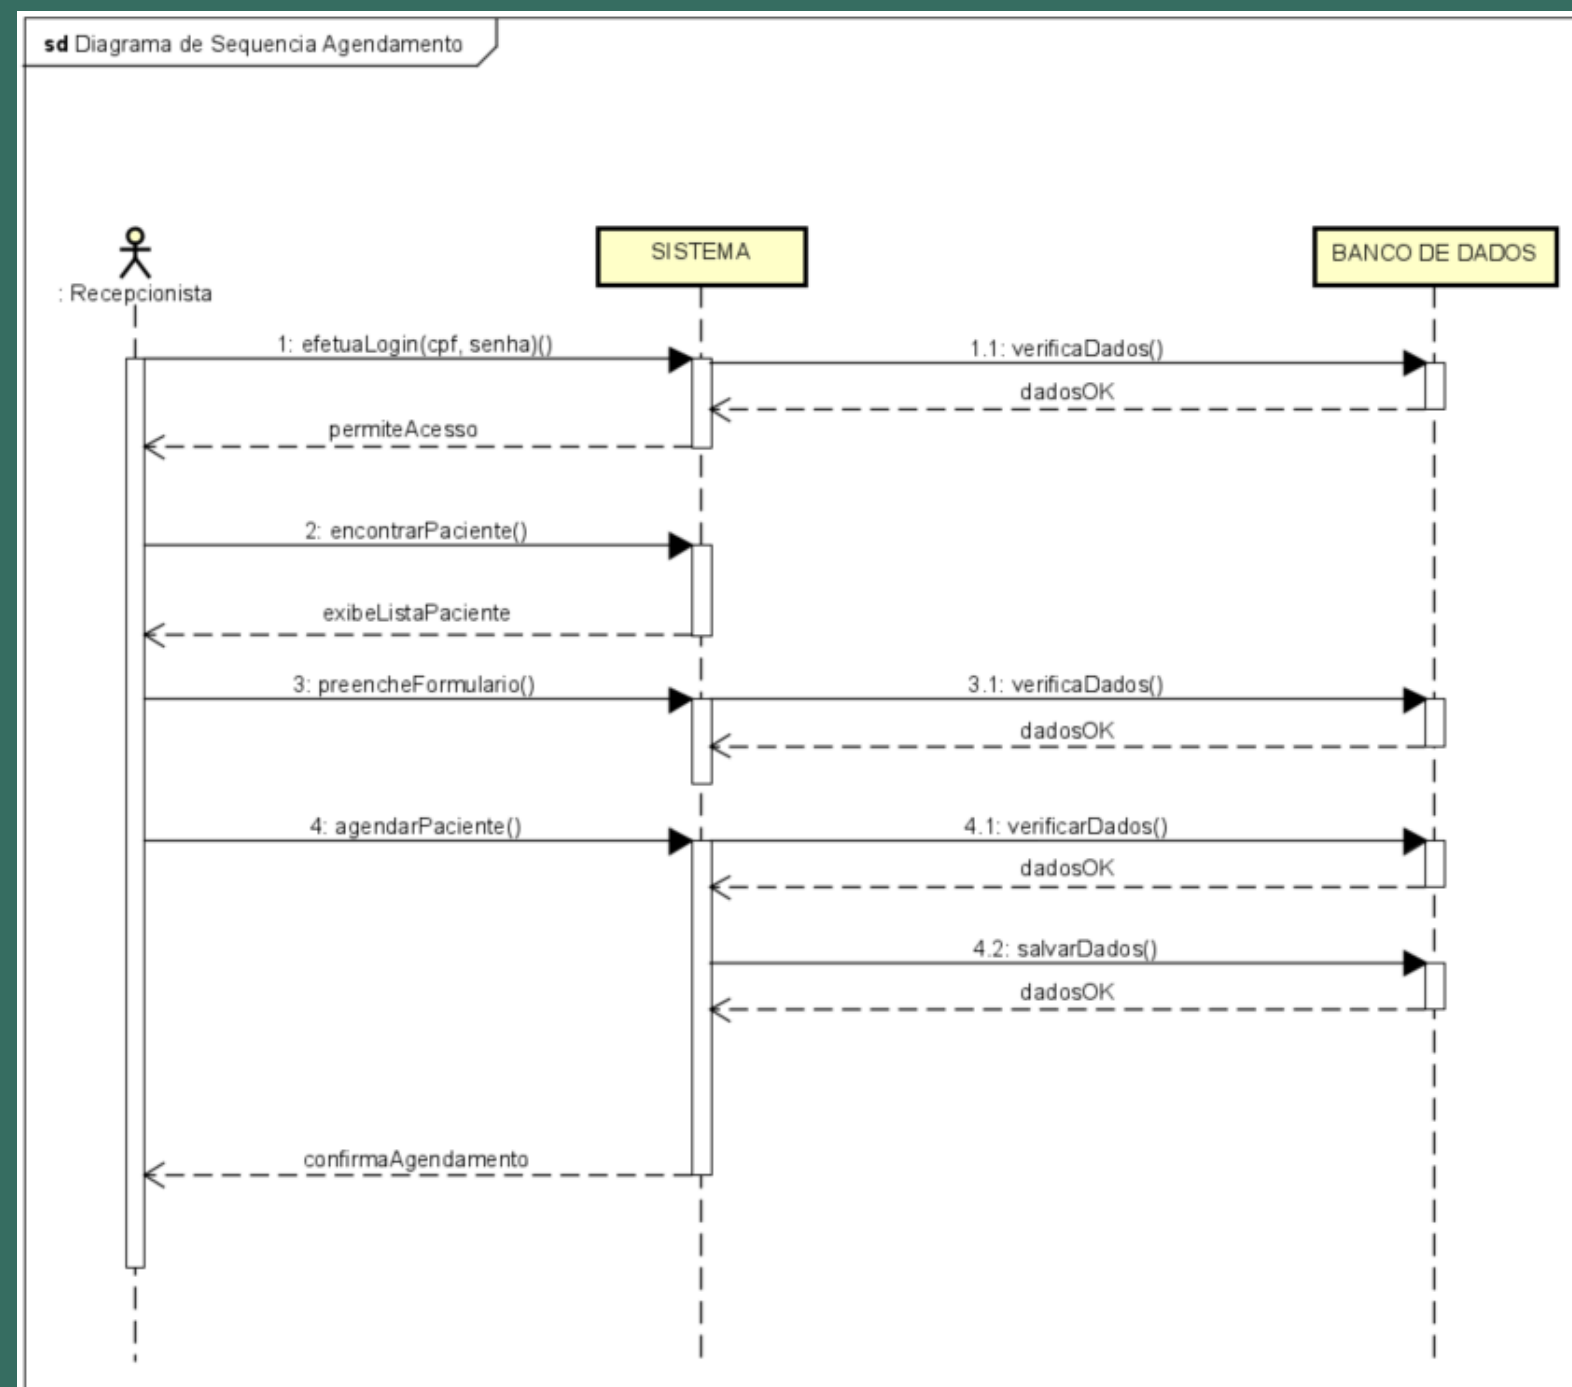 sd Diagrama de Sequencia Agendamento
: Recepcionista
SISTEMA
BANCO DE DADOS
1: efetuaLogin(cpf, senha)()
1.1: verificaDados()
dadosOK
permiteAcesso
2: encontrarPaciente()
exibeListaPaciente
3: preencheFormulario()
3.1: verificaDados()
dadosOK
4: agendarPaciente()
4.1: verificarDados()
dadosOK
4.2: salvarDados()
dadosOK
confirmaAgendamento